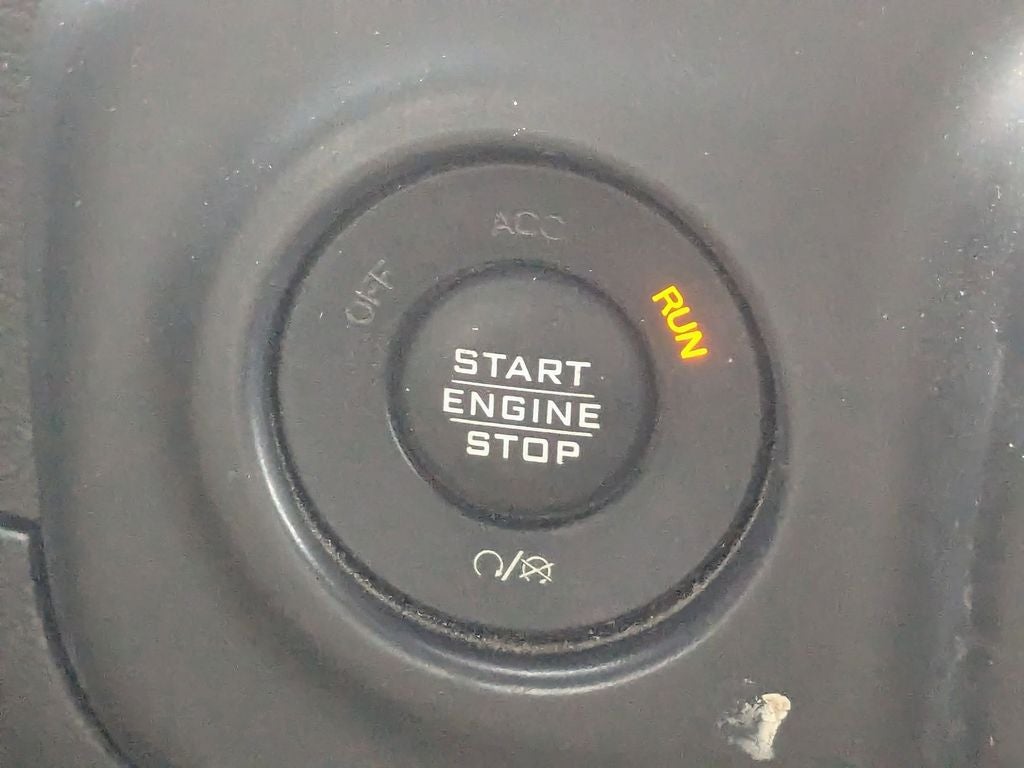 ACC
OFF
RUN
START
ENGINE
STOP